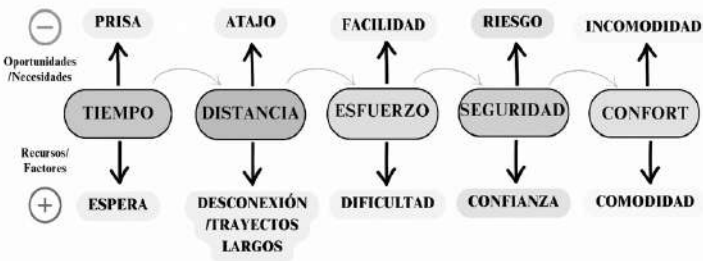 PRISA
ATAJO
FACILIDAD
RIESGO
INCOMODIDAD
Oportunidades
/Necesidades
TIEMPO
DISTANCIA
ESFUERZO
SEGURIDAD
CONFORT
Recursos/
Factores
ESPERA
DESCONEXIÓN
/TRAYECTOS
LARGOS
DIFICULTAD
CONFIANZA
COMODIDAD